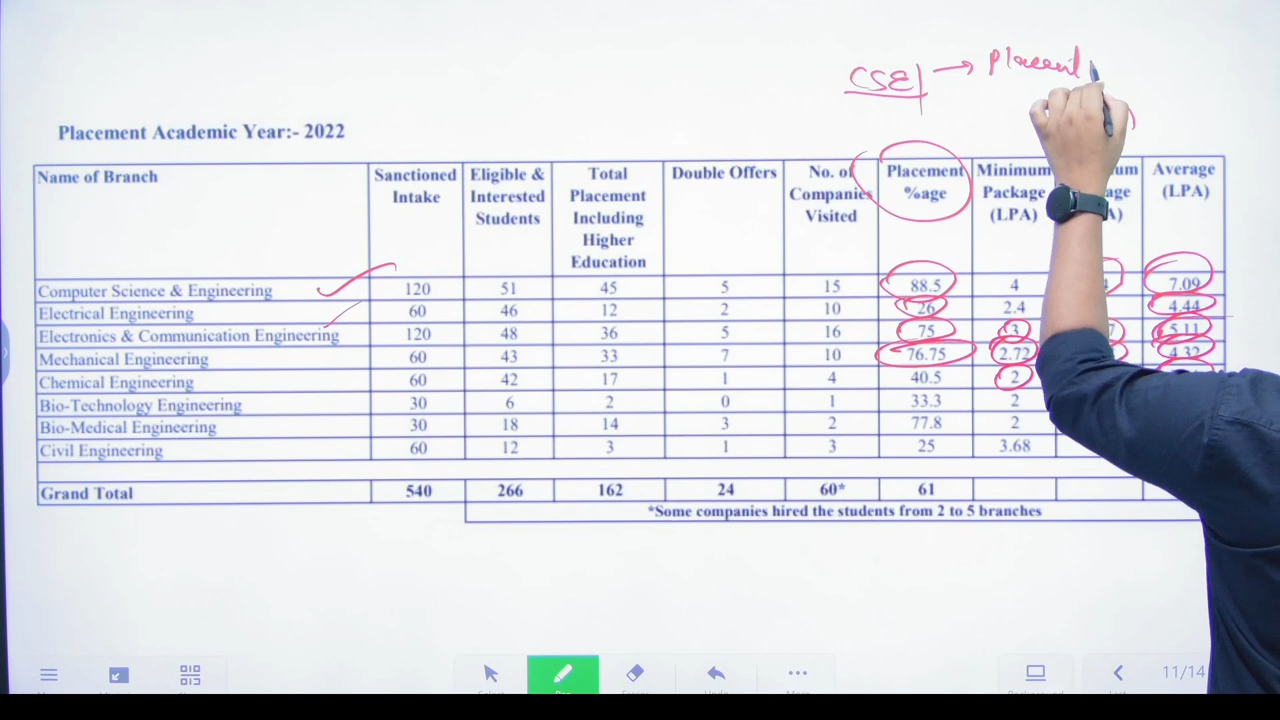 CSE → Placent
Placement Academic Year:- 2022
Name of Branch | Sanctioned Intake | Eligible & Interested Students | Total Placement Including Higher Education | Double Offers | No. of Companies Visited | Placement %age | Minimum Package (LPA) | Average (LPA)
Computer Science & Engineering | 120 | 51 | 45 | 5 | 15 | 88.5 | 4 | 7.09
Electrical Engineering | 60 | 46 | 12 | 2 | 10 | 26 | 2.4 | 4.44
Electronics & Communication Engineering | 120 | 48 | 36 | 5 | 16 | 75 | 3 | 7 | 5.11
Mechanical Engineering | 60 | 43 | 33 | 7 | 10 | 76.75 | 2.72 | 4.32
Chemical Engineering | 60 | 42 | 17 | 1 | 4 | 40.5 | 2
Bio-Technology Engineering | 30 | 6 | 2 | 0 | 1 | 33.3 | 2
Bio-Medical Engineering | 30 | 18 | 14 | 3 | 2 | 77.8 | 2
Civil Engineering | 60 | 12 | 3 | 1 | 3 | 25 | 3.68
Grand Total | 540 | 266 | 162 | 24 | 60* | 61
*Some companies hired the students from 2 to 5 branches
11/14